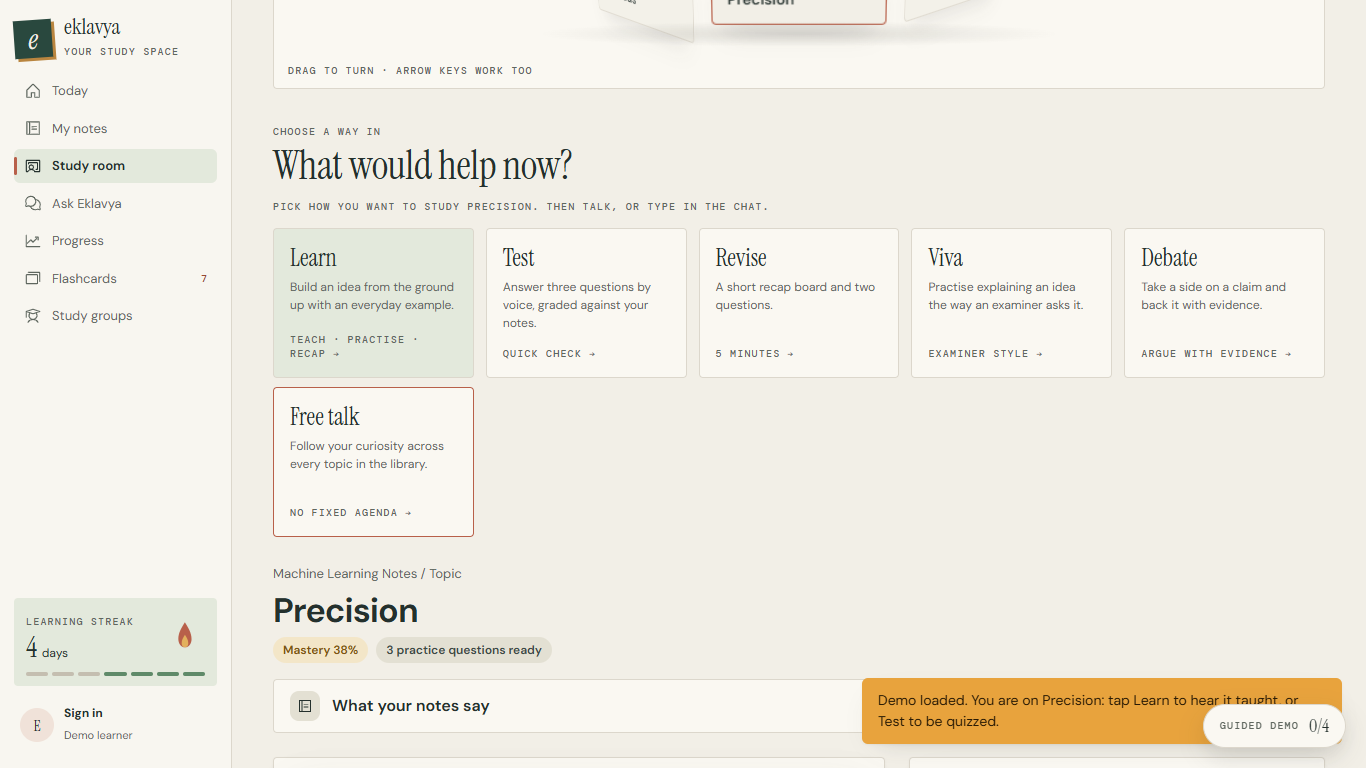 eklavya
YOUR STUDY SPACE
Today
My notes
Study room
Ask Eklavya
Progress
Flashcards 7
Study groups
LEARNING STREAK
4 days
E
Sign in
Demo learner
Precision
DRAG TO TURN · ARROW KEYS WORK TOO
CHOOSE A WAY IN
What would help now?
PICK HOW YOU WANT TO STUDY PRECISION. THEN TALK, OR TYPE IN THE CHAT.
Learn
Build an idea from the ground
up with an everyday example.
TEACH · PRACTISE ·
RECAP →
Test
Answer three questions by
voice, graded against your
notes.
QUICK CHECK →
Revise
A short recap board and two
questions.
5 MINUTES →
Viva
Practise explaining an idea
the way an examiner asks it.
EXAMINER STYLE →
Debate
Take a side on a claim and
back it with evidence.
ARGUE WITH EVIDENCE →
Free talk
Follow your curiosity across
every topic in the library.
NO FIXED AGENDA →
Machine Learning Notes / Topic
Precision
Mastery 38%
3 practice questions ready
What your notes say
Demo loaded. You are on Precision: tap Learn to hear it taught, or
Test to be quizzed.
GUIDED DEMO 0/4